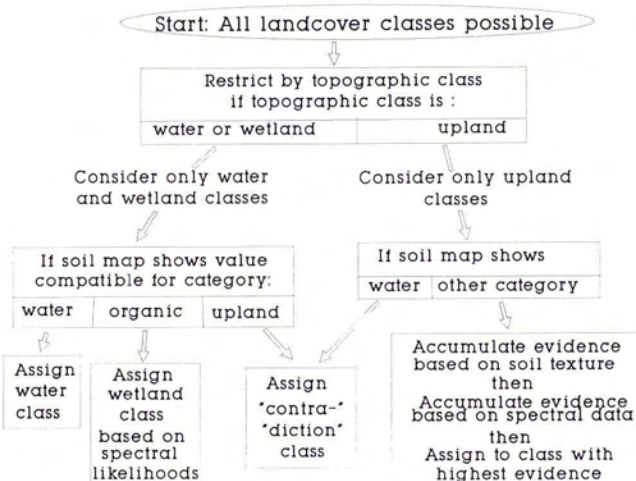 Start: All landcover classes possible
Restrict by topographic class
if topographic class is :
water or wetland
upland
Consider only water
and wetland classes
Consider only upland
classes
If soil map shows value
compatible for category:
water
organic
upland
If soil map shows
water
other category
Assign
water
class
Assign
wetland
class
based on
spectral
likelihoods
Assign
"contra-"
"diction"
class
Accumulate evidence
based on soil texture
then
Accumulate evidence
based on spectral data
then
Assign to class with
highest evidence